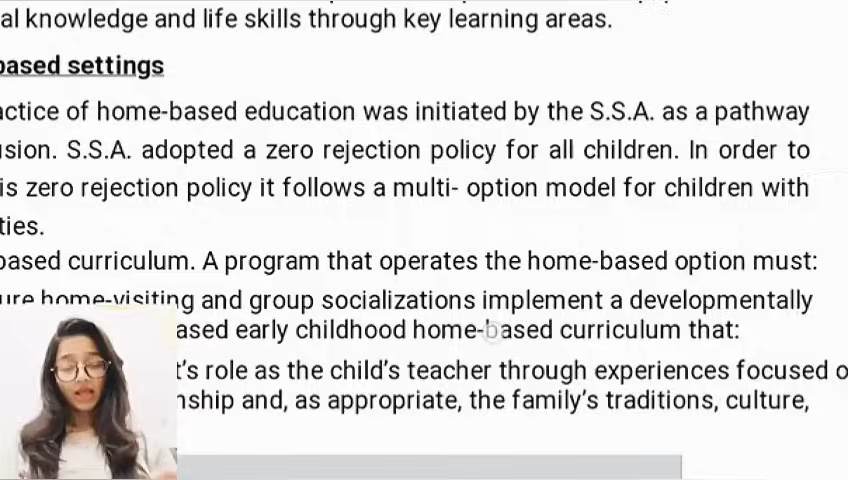 al knowledge and life skills through key learning areas.
based settings
actice of home-based education was initiated by the S.S.A. as a pathway
usion. S.S.A. adopted a zero rejection policy for all children. In order to
is zero rejection policy it follows a multi- option model for children with
ties.
based curriculum. A program that operates the home-based option must:
ure home-visiting and group socializations implement a developmentally
ased early childhood home-based curriculum that:
t's role as the child's teacher through experiences focused o
nship and, as appropriate, the family's traditions, culture,